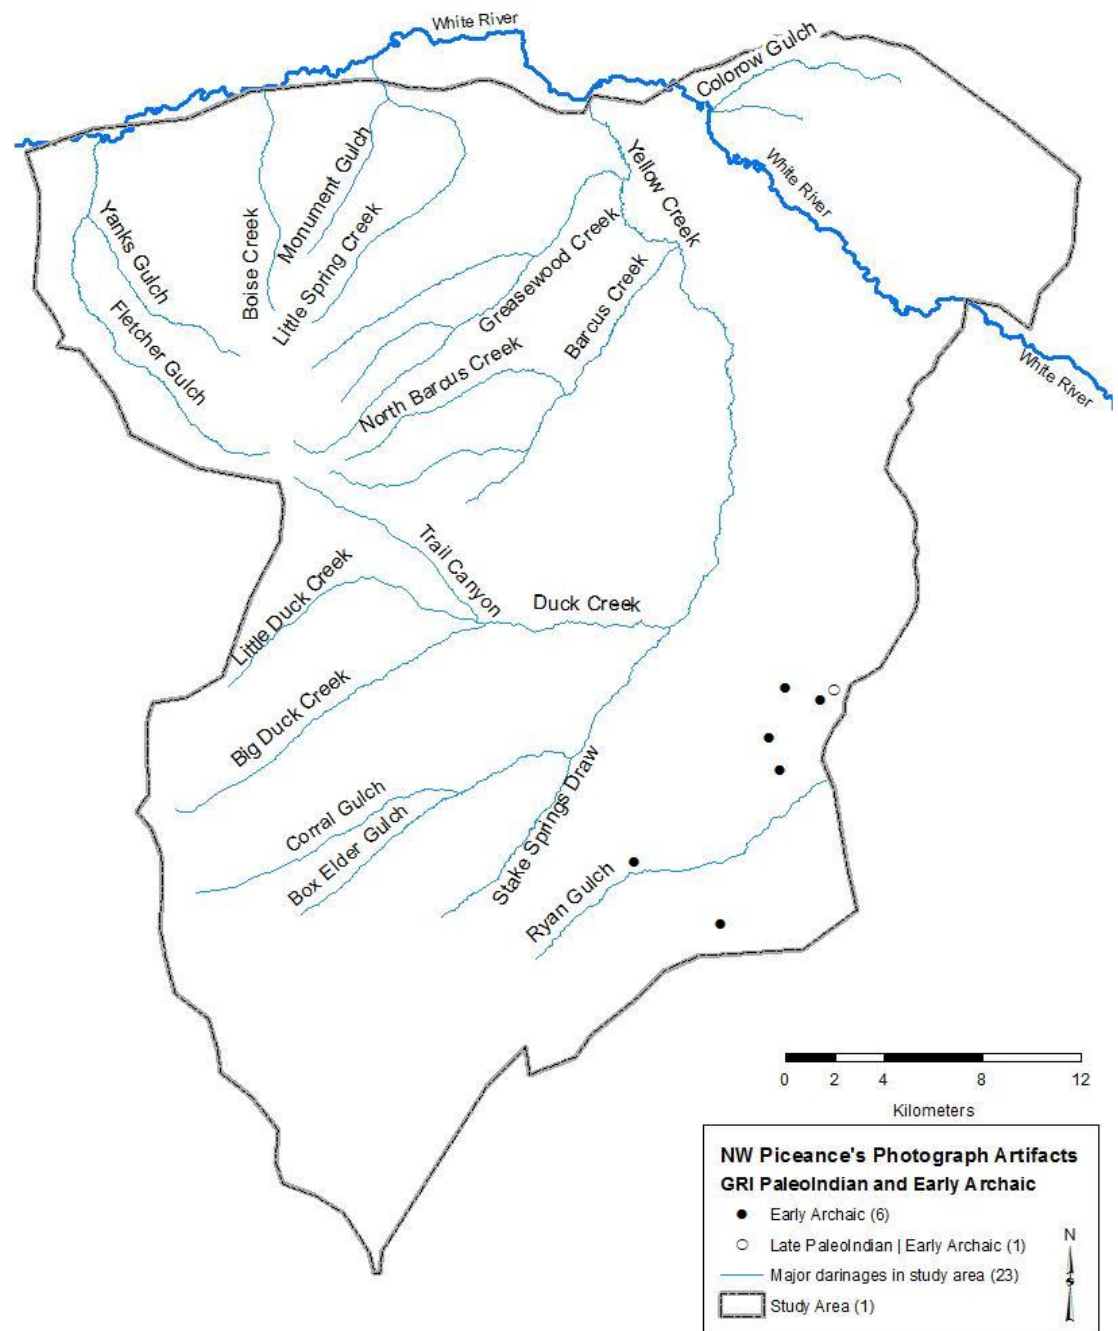 White River
Colorow Gulch
Yellow Creek
Monument Gulch
White River
Yanks Gulch
Boise Creek
Little Spring Creek
Greasewood Creek
Barcus Creek
Fletcher Gulch
North Barcus Creek
White River
Trail Canyon
Little Duck Creek
Duck Creek
Big Duck Creek
Corral Gulch
Box Elder Gulch
Stake Springs Draw
Ryan Gulch
0 2 4 8 12
Kilometers
NW Piceance's Photograph Artifacts
GRI PaleoIndian and Early Archaic
Early Archaic (6)
N
Late PaleoIndian | Early Archaic (1)
Major darinages in study area (23)
Study Area (1)